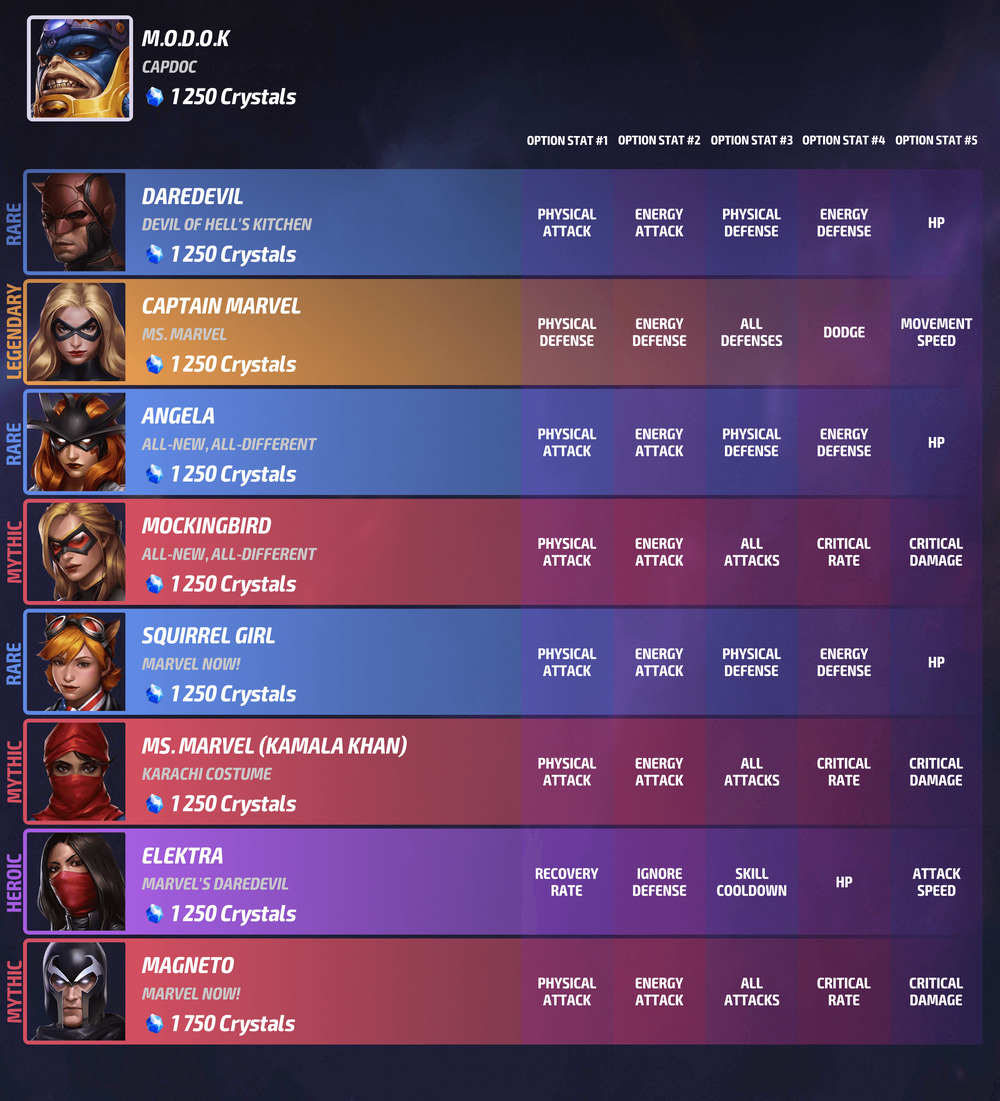 M.O.D.O.K
CAPDOC
1 250 Crystals
OPTION STAT #1 OPTION STAT #2 OPTION STAT #3 OPTION STAT #4 OPTION STAT #5
RARE
DAREDEVIL
DEVIL OF HELL'S KITCHEN
1 250 Crystals
PHYSICAL ATTACK
ENERGY ATTACK
PHYSICAL DEFENSE
ENERGY DEFENSE
HP
LEGENDARY
CAPTAIN MARVEL
MS. MARVEL
1 250 Crystals
PHYSICAL DEFENSE
ENERGY DEFENSE
ALL DEFENSES
DODGE
MOVEMENT SPEED
RARE
ANGELA
ALL-NEW, ALL-DIFFERENT
1 250 Crystals
PHYSICAL ATTACK
ENERGY ATTACK
PHYSICAL DEFENSE
ENERGY DEFENSE
HP
MYTHIC
MOCKINGBIRD
ALL-NEW, ALL-DIFFERENT
1 250 Crystals
PHYSICAL ATTACK
ENERGY ATTACK
ALL ATTACKS
CRITICAL RATE
CRITICAL DAMAGE
RARE
SQUIRREL GIRL
MARVEL NOW!
1 250 Crystals
PHYSICAL ATTACK
ENERGY ATTACK
PHYSICAL DEFENSE
ENERGY DEFENSE
HP
MYTHIC
MS. MARVEL (KAMALA KHAN)
KARACHI COSTUME
1 250 Crystals
PHYSICAL ATTACK
ENERGY ATTACK
ALL ATTACKS
CRITICAL RATE
CRITICAL DAMAGE
HEROIC
ELEKTRA
MARVEL'S DAREDEVIL
1 250 Crystals
RECOVERY RATE
IGNORE DEFENSE
SKILL COOLDOWN
HP
ATTACK SPEED
MYTHIC
MAGNETO
MARVEL NOW!
1 750 Crystals
PHYSICAL ATTACK
ENERGY ATTACK
ALL ATTACKS
CRITICAL RATE
CRITICAL DAMAGE